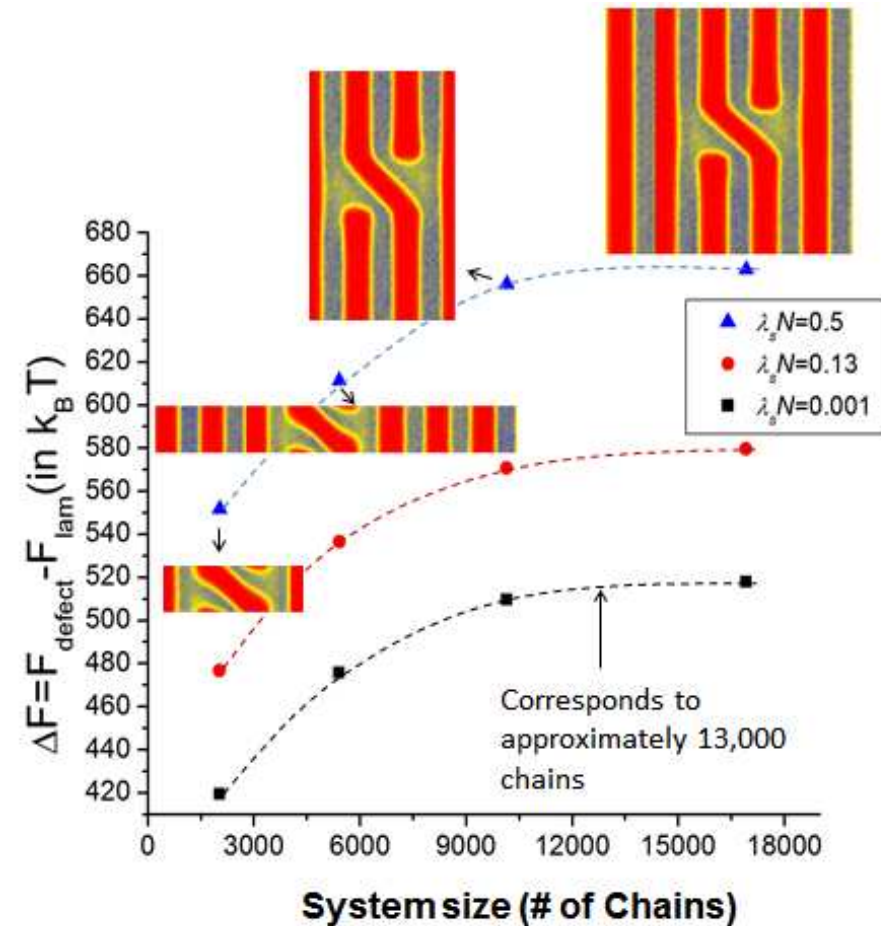 680
660
640
620
600
580
560
540
520
500
480
460
440
420
ΔF=F_defect-F_lam(in k_BT)
λ_sN=0.5
λ_sN=0.13
λ_sN=0.001
Corresponds to
approximately 13,000
chains
0 3000 6000 9000 12000 15000 18000
System size (# of Chains)